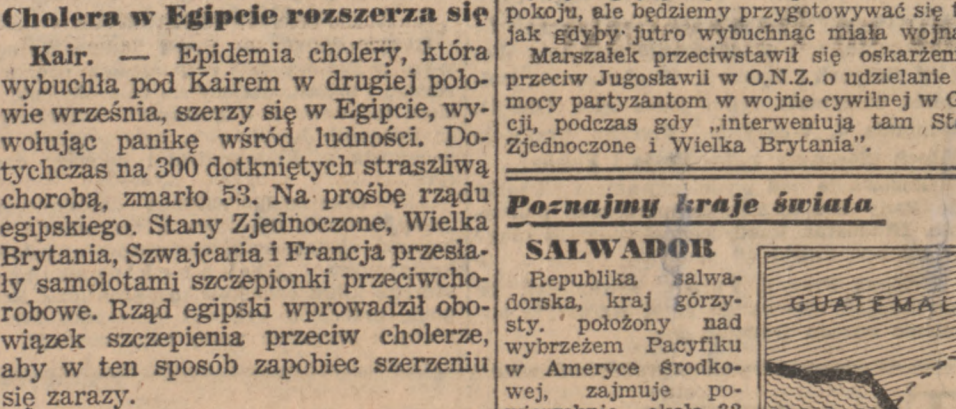 Cholera w Egipcie rozszerza się
Kair. — Epidemia cholery, która
wybuchła pod Kairem w drugiej poło-
wie września, szerzy się w Egipcie, wy-
wołując panikę wśród ludności. Do-
tychczas na 300 dotkniętych straszliwą
chorobą, zmarło 53. Na prośbę rządu
egipskiego. Stany Zjednoczone, Wielka
Brytania, Szwajcaria i Francja przesła-
ły samolotami szczepionki przeciwcho-
robowe. Rząd egipski wprowadził obo-
wiązek szczepienia przeciw cholerze,
aby w ten sposób zapobiec szerzeniu
się zarazy.
pokoju, ale będziemy przygotowywać się
jak gdyby jutro wybuchnąć miała wojna
Marszałek przeciwstawił się oskarżen
przeciw Jugosławii w O.N.Z. o udzielanie
mocy partyzantom w wojnie cywilnej w G
cji, podczas gdy „interweniują tam Sta
Zjednoczone i Wielka Brytania”.
Poznajmy kraje świata
SALWADOR
Republika salwa-
dorska, kraj górzy-
sty. położony nad
wybrzeżem Pacyfiku
w Ameryce Środko-
wej, zajmuje po-
GUATEMAL